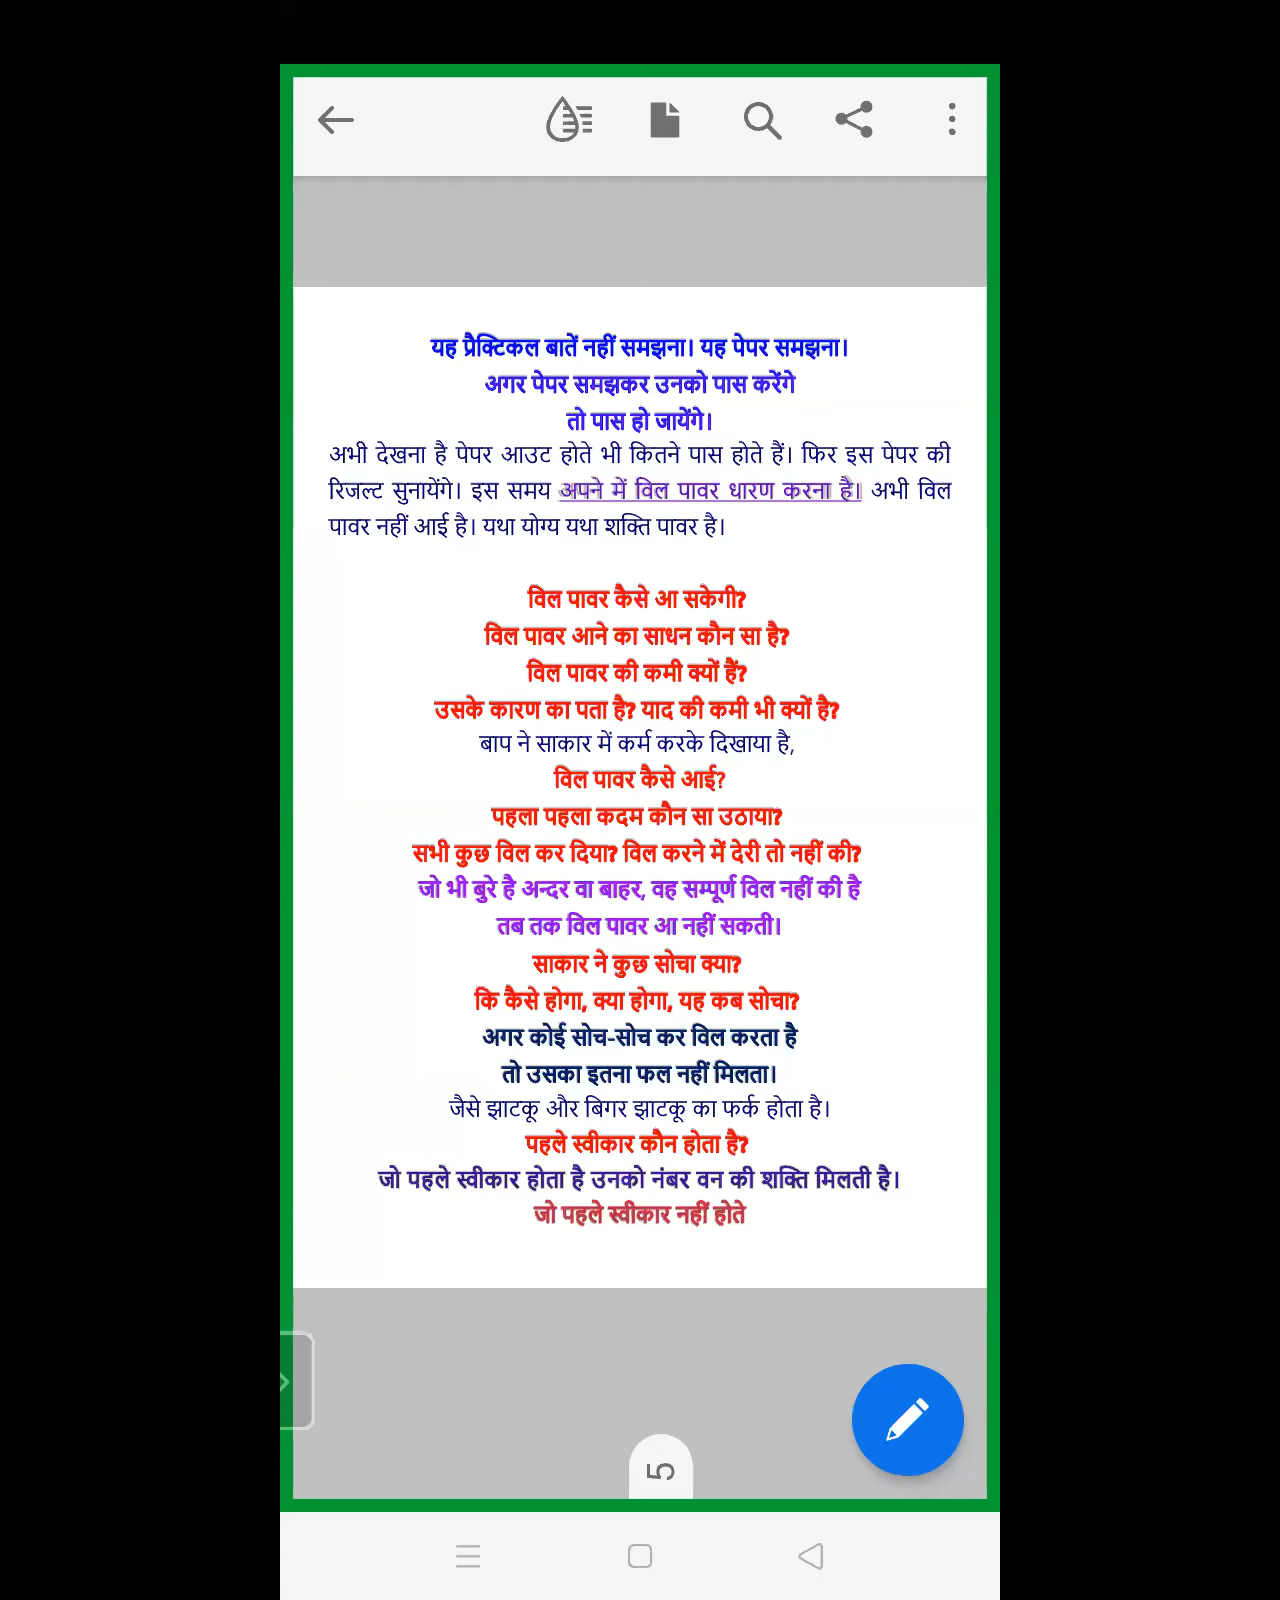 यह प्रैक्टिकल बातें नहीं समझना। यह पेपर समझना।
अगर पेपर समझकर उनको पास करेंगे
तो पास हो जायेंगे।
अभी देखना है पेपर आउट होते भी कितने पास होते हैं। फिर इस पेपर की
रिजल्ट सुनायेंगे। इस समय अपने में विल पावर धारण करना है। अभी विल
पावर नहीं आई है। यथा योग्य यथा शक्ति पावर है।
विल पावर कैसे आ सकेगी?
विल पावर आने का साधन कौन सा है?
विल पावर की कमी क्यों हैं?
उसके कारण का पता है? याद की कमी भी क्यों है?
बाप ने साकार में कर्म करके दिखाया है,
विल पावर कैसे आई?
पहला पहला कदम कौन सा उठाया?
सभी कुछ विल कर दिया? विल करने में देरी तो नहीं की?
जो भी बुरे है अन्दर वा बाहर, वह सम्पूर्ण विल नहीं की है
तब तक विल पावर आ नहीं सकती।
साकार ने कुछ सोचा क्या?
कि कैसे होगा, क्या होगा, यह कब सोचा?
अगर कोई सोच-सोच कर विल करता है
तो उसका इतना फल नहीं मिलता।
जैसे झाटकू और बिगर झाटकू का फर्क होता है।
पहले स्वीकार कौन होता है?
जो पहले स्वीकार होता है उनको नंबर वन की शक्ति मिलती है।
जो पहले स्वीकार नहीं होते
5